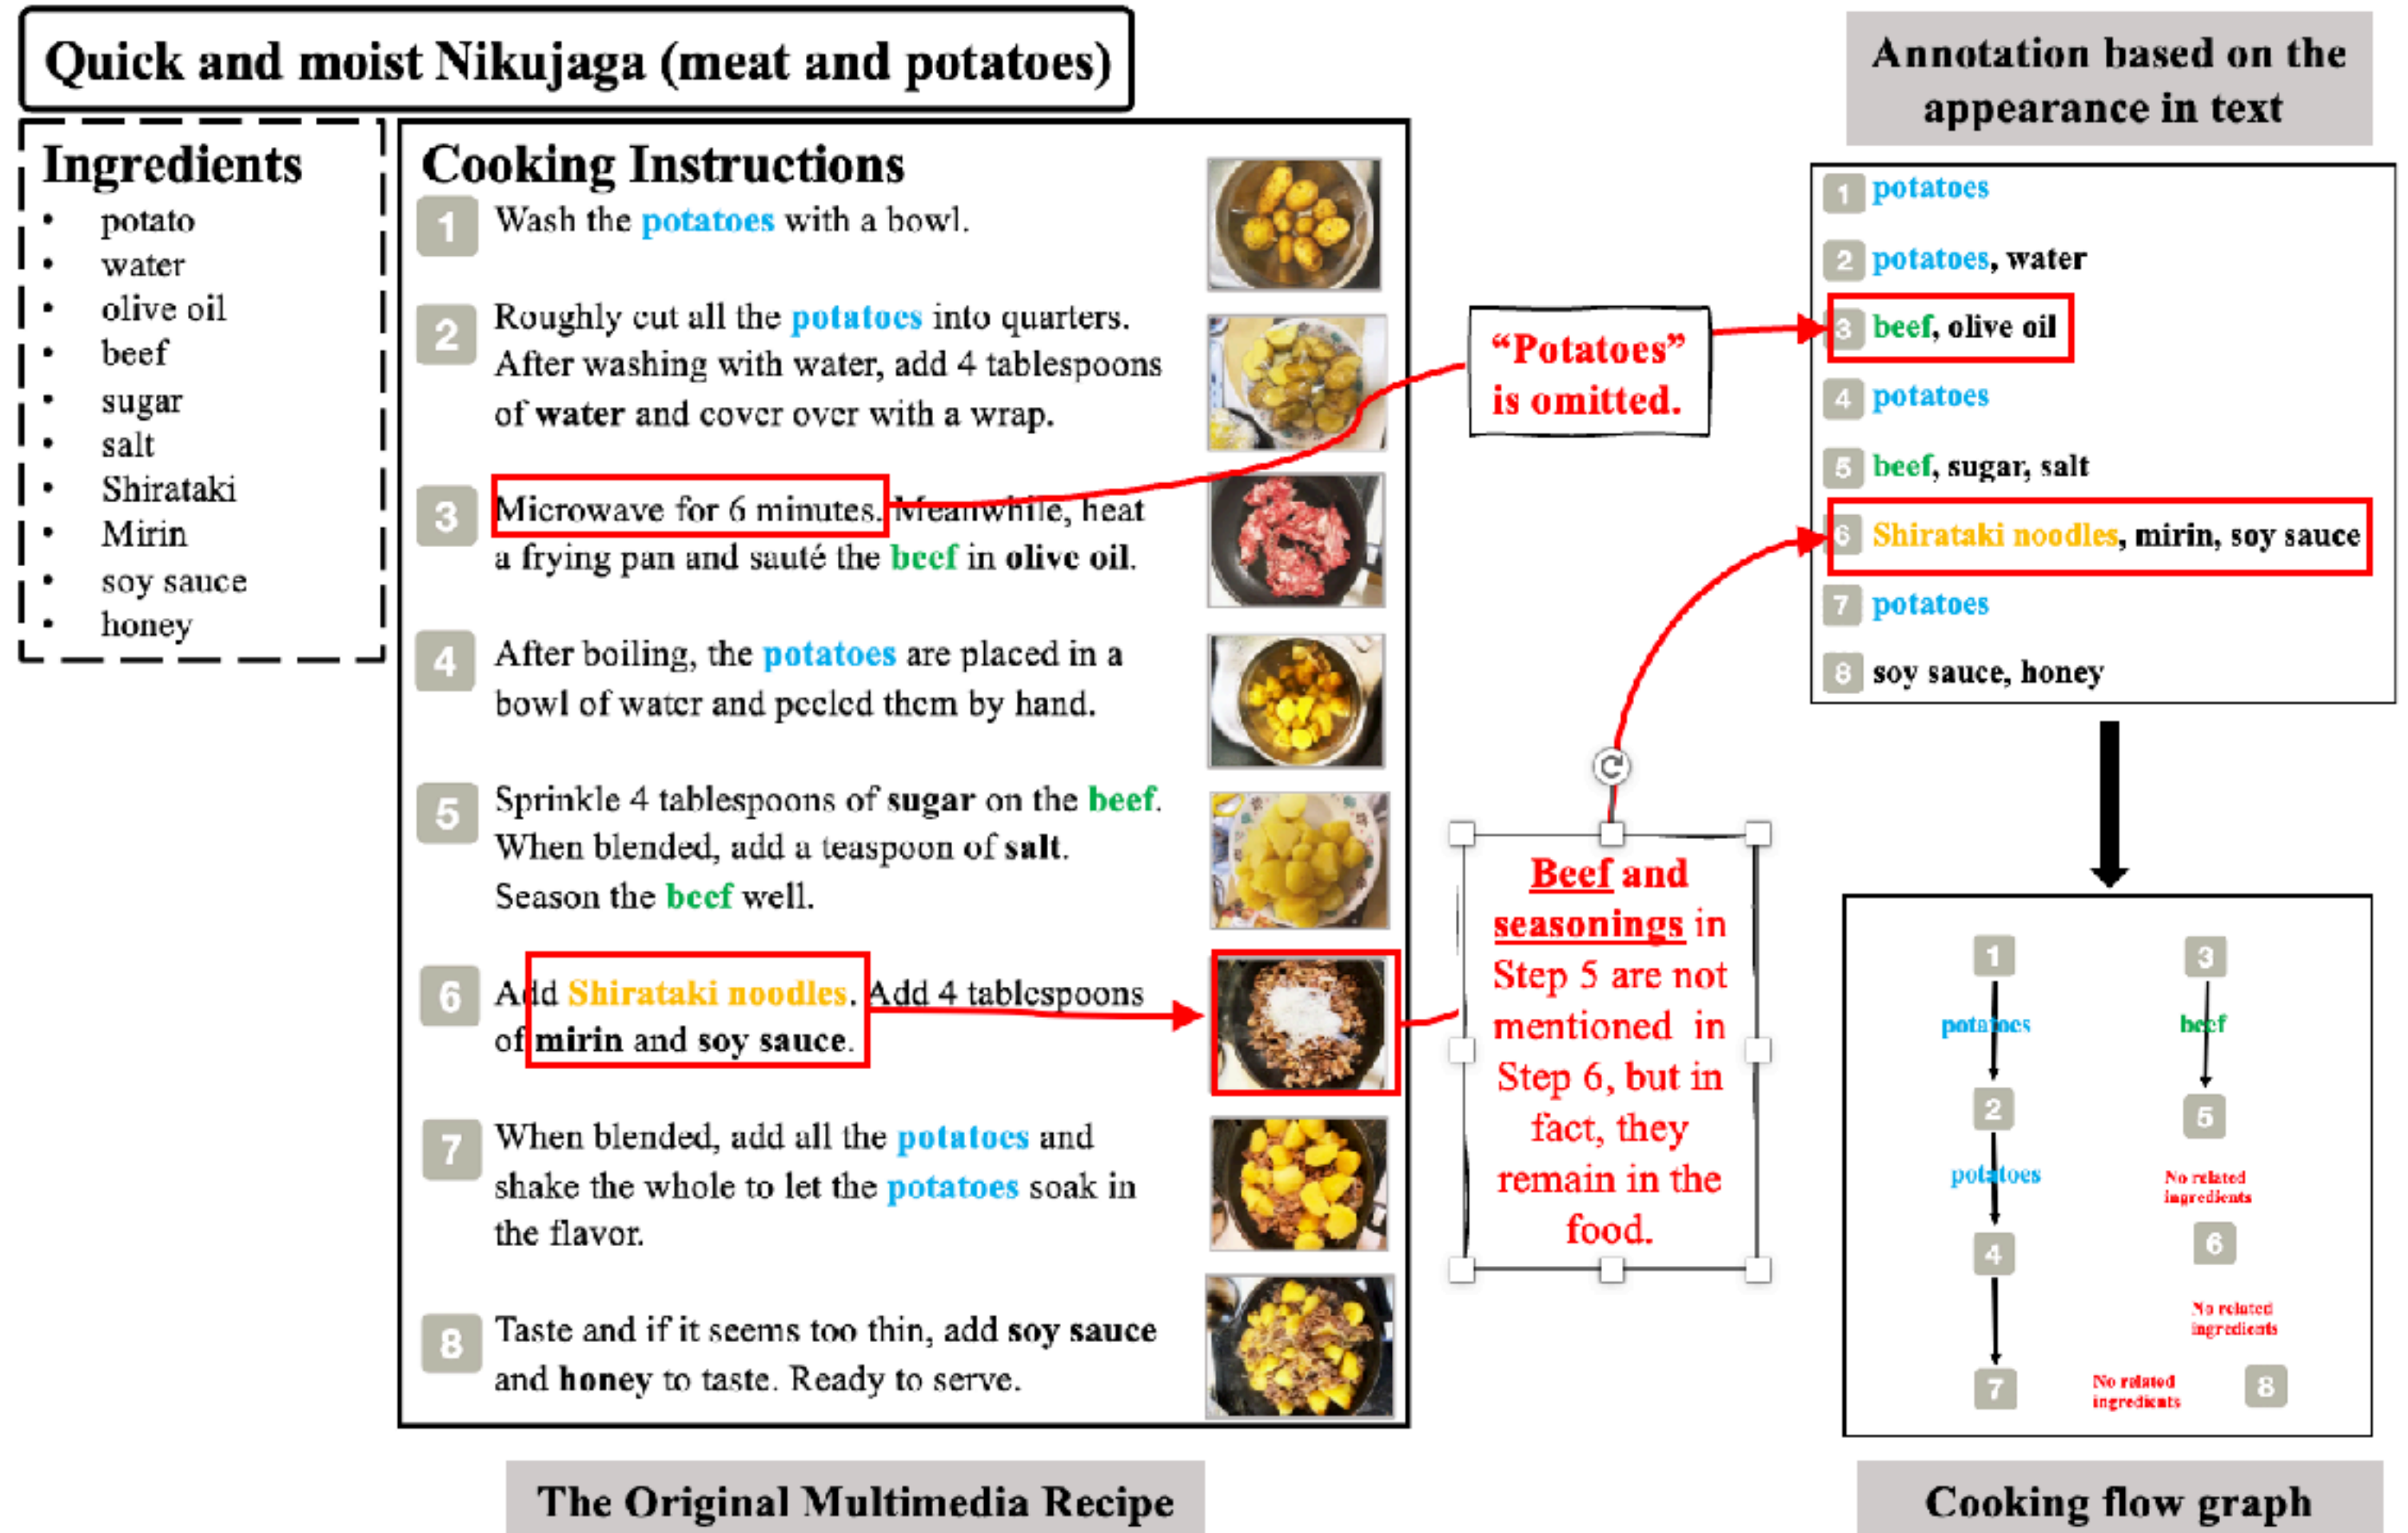 Quick and moist Nikujaga (meat and potatoes)
Ingredients
• potato
• water
• olive oil
• beef
• sugar
• salt
• Shirataki
• Mirin
• soy sauce
• honey
Cooking Instructions
1 Wash the potatoes with a bowl.
2 Roughly cut all the potatoes into quarters.
After washing with water, add 4 tablespoons
of water and cover over with a wrap.
3 Microwave for 6 minutes. Meanwhile, heat
a frying pan and sauté the beef in olive oil.
4 After boiling, the potatoes are placed in a
bowl of water and peeled them by hand.
5 Sprinkle 4 tablespoons of sugar on the beef.
When blended, add a teaspoon of salt.
Season the beef well.
6 Add Shirataki noodles. Add 4 tablespoons
of mirin and soy sauce.
7 When blended, add all the potatoes and
shake the whole to let the potatoes soak in
the flavor.
8 Taste and if it seems too thin, add soy sauce
and honey to taste. Ready to serve.
The Original Multimedia Recipe
“Potatoes”
is omitted.
Beef and
seasonings in
Step 5 are not
mentioned in
Step 6, but in
fact, they
remain in the
food.
Annotation based on the
appearance in text
1 potatoes
2 potatoes, water
3 beef, olive oil
4 potatoes
5 beef, sugar, salt
6 Shirataki noodles, mirin, soy sauce
7 potatoes
8 soy sauce, honey
1
potatoes
2
potatoes
4
7
3
beef
5
No related
ingredients
6
No related
ingredients
No related
ingredients
8
Cooking flow graph